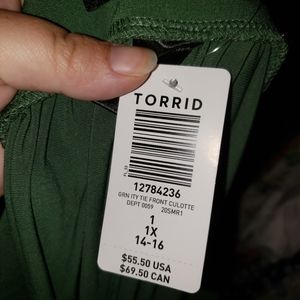 TORRID
12784236
GRN ITY TIE FRONT CULOTTE
DEPT 0059 20SMR1
1
1X
14-16
$55.50 USA
$69.50 CAN